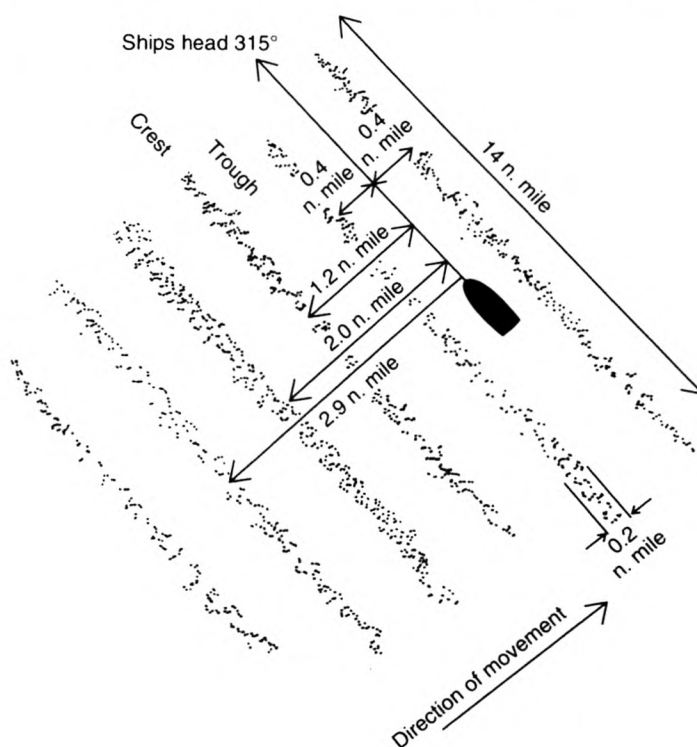 Ships head 315°
Crest
Trough
0.4
n. mile
0.4
n. mile
14 n. mile
1.2 n. mile
2.0 n. mile
2.9 n. mile
0.2
n. mile
Direction of movement